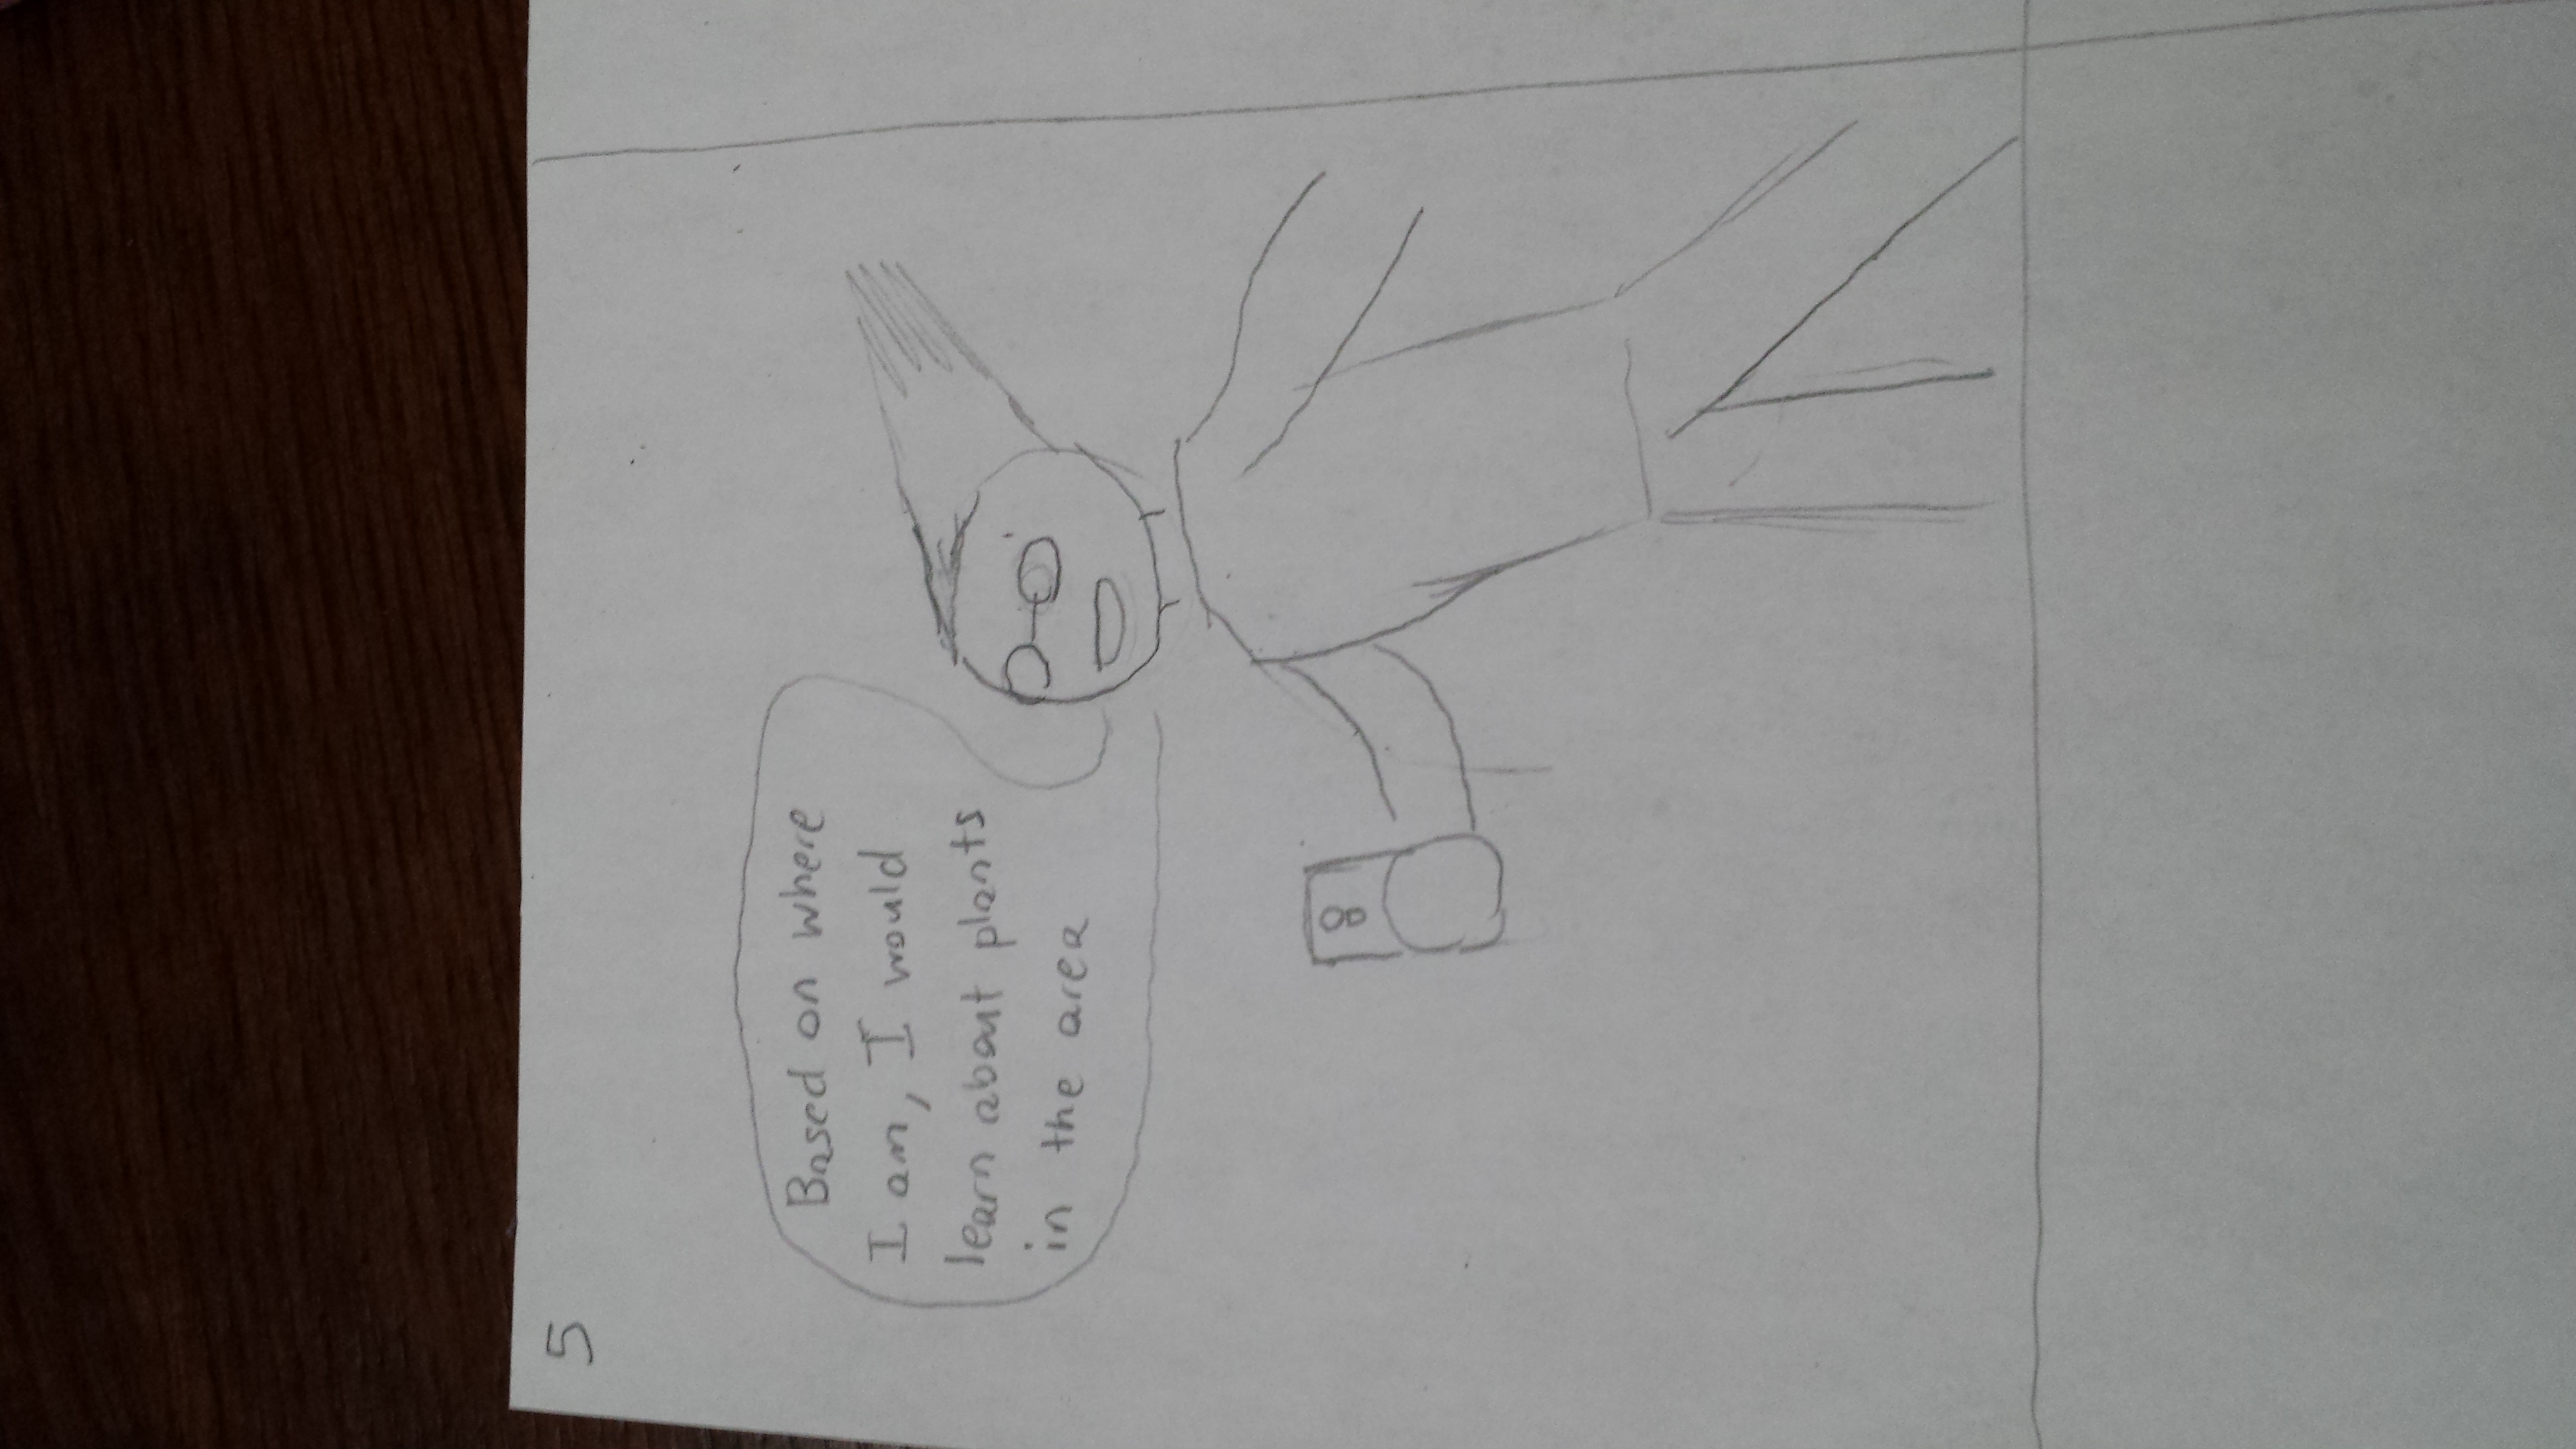 5
Based on where
I am, I would
learn about plants
in the area